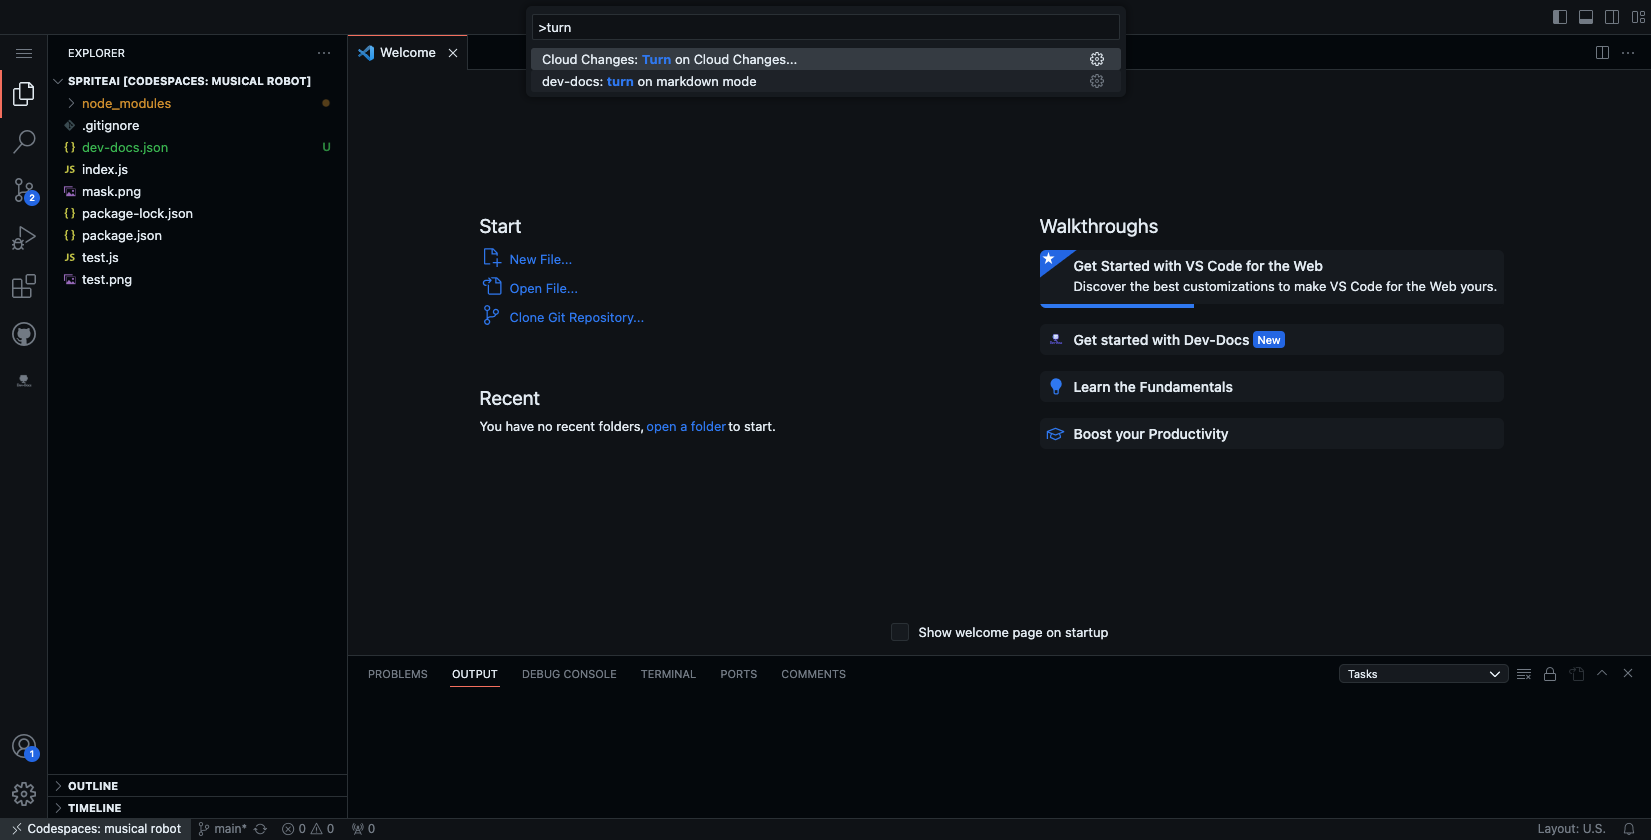 >turn
Cloud Changes: Turn on Cloud Changes...
dev-docs: turn on markdown mode
EXPLORER
SPRITEAI [CODESPACES: MUSICAL ROBOT]
node_modules
.gitignore
dev-docs.json U
JS index.js
mask.png
package-lock.json
package.json
JS test.js
test.png
2
1
OUTLINE
TIMELINE
Welcome
Start
New File...
Open File...
Clone Git Repository...
Recent
You have no recent folders, open a folder to start.
Walkthroughs
Get Started with VS Code for the Web
Discover the best customizations to make VS Code for the Web yours.
Get started with Dev-Docs New
Learn the Fundamentals
Boost your Productivity
Show welcome page on startup
PROBLEMS OUTPUT DEBUG CONSOLE TERMINAL PORTS COMMENTS
Tasks
Codespaces: musical robot main* 0 0 0 Layout: U.S.